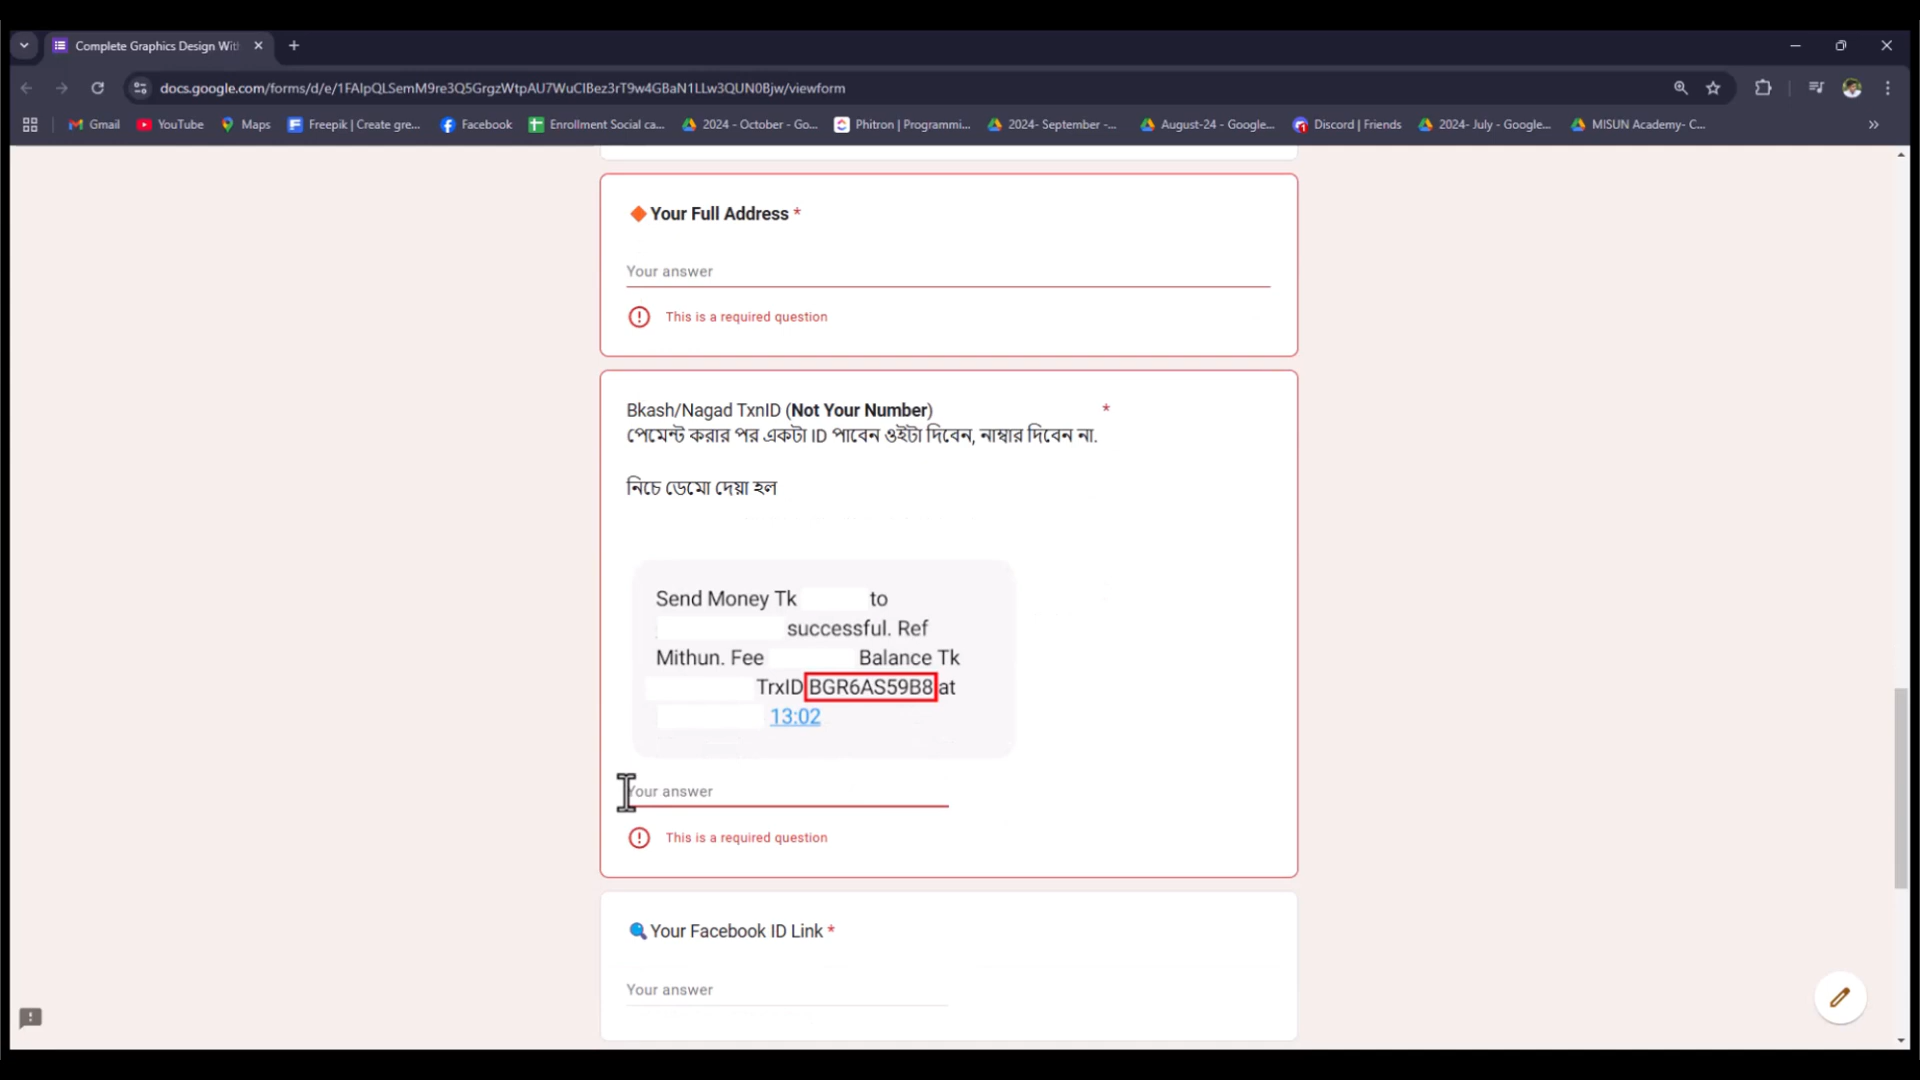 Complete Graphics Design With
docs.google.com/forms/d/e/1FAIpQLSemM9re3Q5GrgzWtpAU7WuCIBez3rT9w4GBaN1LLw3QUN0Bjw/viewform
Gmail YouTube Maps Freepik | Create gre... Facebook Enrollment Social ca... 2024 - October - Go... Phitron | Programmi... 2024- September -... August-24 - Google... Discord | Friends 2024- July - Google... MISUN Academy- C...
Your Full Address *
Your answer
This is a required question
Bkash/Nagad TxnID (Not Your Number) *
পেমেন্ট করার পর একটা ID পাবেন ওইটা দিবেন, নাম্বার দিবেন না.
নিচে ডেমো দেয়া হল
Send Money Tk to
successful. Ref
Mithun. Fee Balance Tk
TrxID BGR6AS59B8 at
13:02
Your answer
This is a required question
Your Facebook ID Link *
Your answer